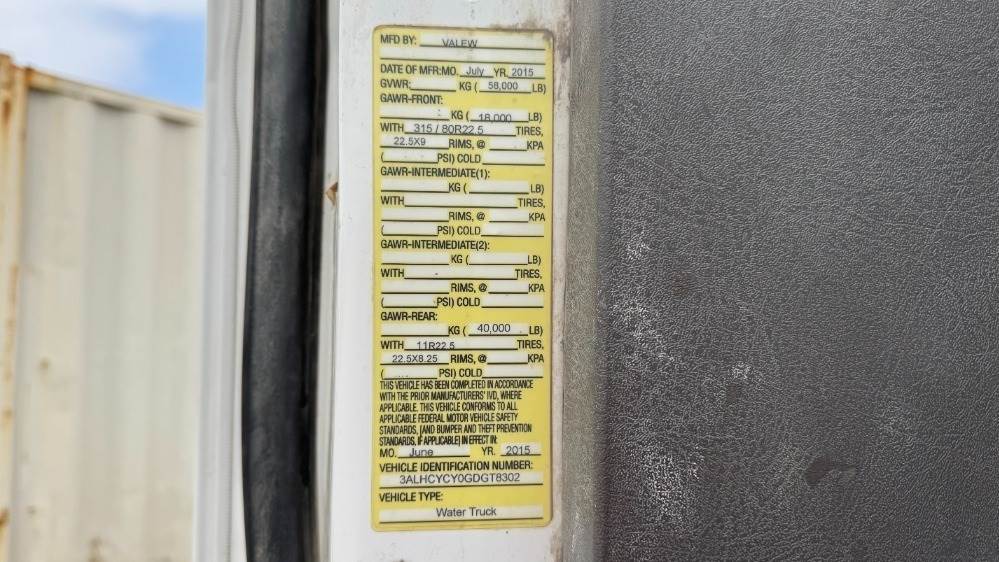 MFD BY: VALEW
DATE OF MFR:MO. July YR. 2015
GVWR: KG ( 58,000 LB)
GAWR-FRONT:
KG ( 18,000 LB)
WITH 315 / 80R22.5 TIRES,
22.5X9 RIMS, @ KPA
( PSI) COLD
GAWR-INTERMEDIATE(1):
KG ( LB)
WITH TIRES,
RIMS, @ KPA
( PSI) COLD
GAWR-INTERMEDIATE(2):
KG ( LB)
WITH TIRES,
RIMS, @ KPA
( PSI) COLD
GAWR-REAR:
KG ( 40,000 LB)
WITH 11R22.5 TIRES,
22.5X8.25 RIMS, @ KPA
( PSI) COLD
THIS VEHICLE HAS BEEN COMPLETED IN ACCORDANCE
WITH THE PRIOR MANUFACTURERS' IVD, WHERE
APPLICABLE. THIS VEHICLE CONFORMS TO ALL
APPLICABLE FEDERAL MOTOR VEHICLE SAFETY
STANDARDS, (AND BUMPER AND THEFT PREVENTION
STANDARDS, IF APPLICABLE) IN EFFECT IN:
MO. June YR. 2015
VEHICLE IDENTIFICATION NUMBER:
3ALHCYCY0GDGT8302
VEHICLE TYPE:
Water Truck